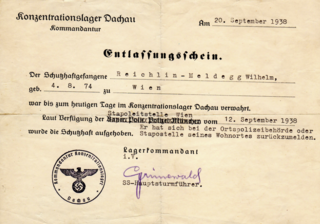 Konzentrationslager Dachau
Kommandantur
Am 20. September 1938
Entlassungsschein.
Der Schutzhaftgefangene Reichlin-Meldegg Wilhelm,
geb. 4. 8. 74 zu Wien
war bis zum heutigen Tage im Konzentrationslager Dachau verwahrt.
Stapoleitstelle Wien
Laut Verfügung der vom 12. September 1938
Er hat sich bei der Ortspolizeibehörde oder
wurde die Schutzhaft aufgehoben. Stapostelle seines Wohnortes zurückzumelden.
Lagerkommandant
i.V.
Grünewald
SS-Hauptsturmführer.
Kommandantur Konzentrationslager
Dachau